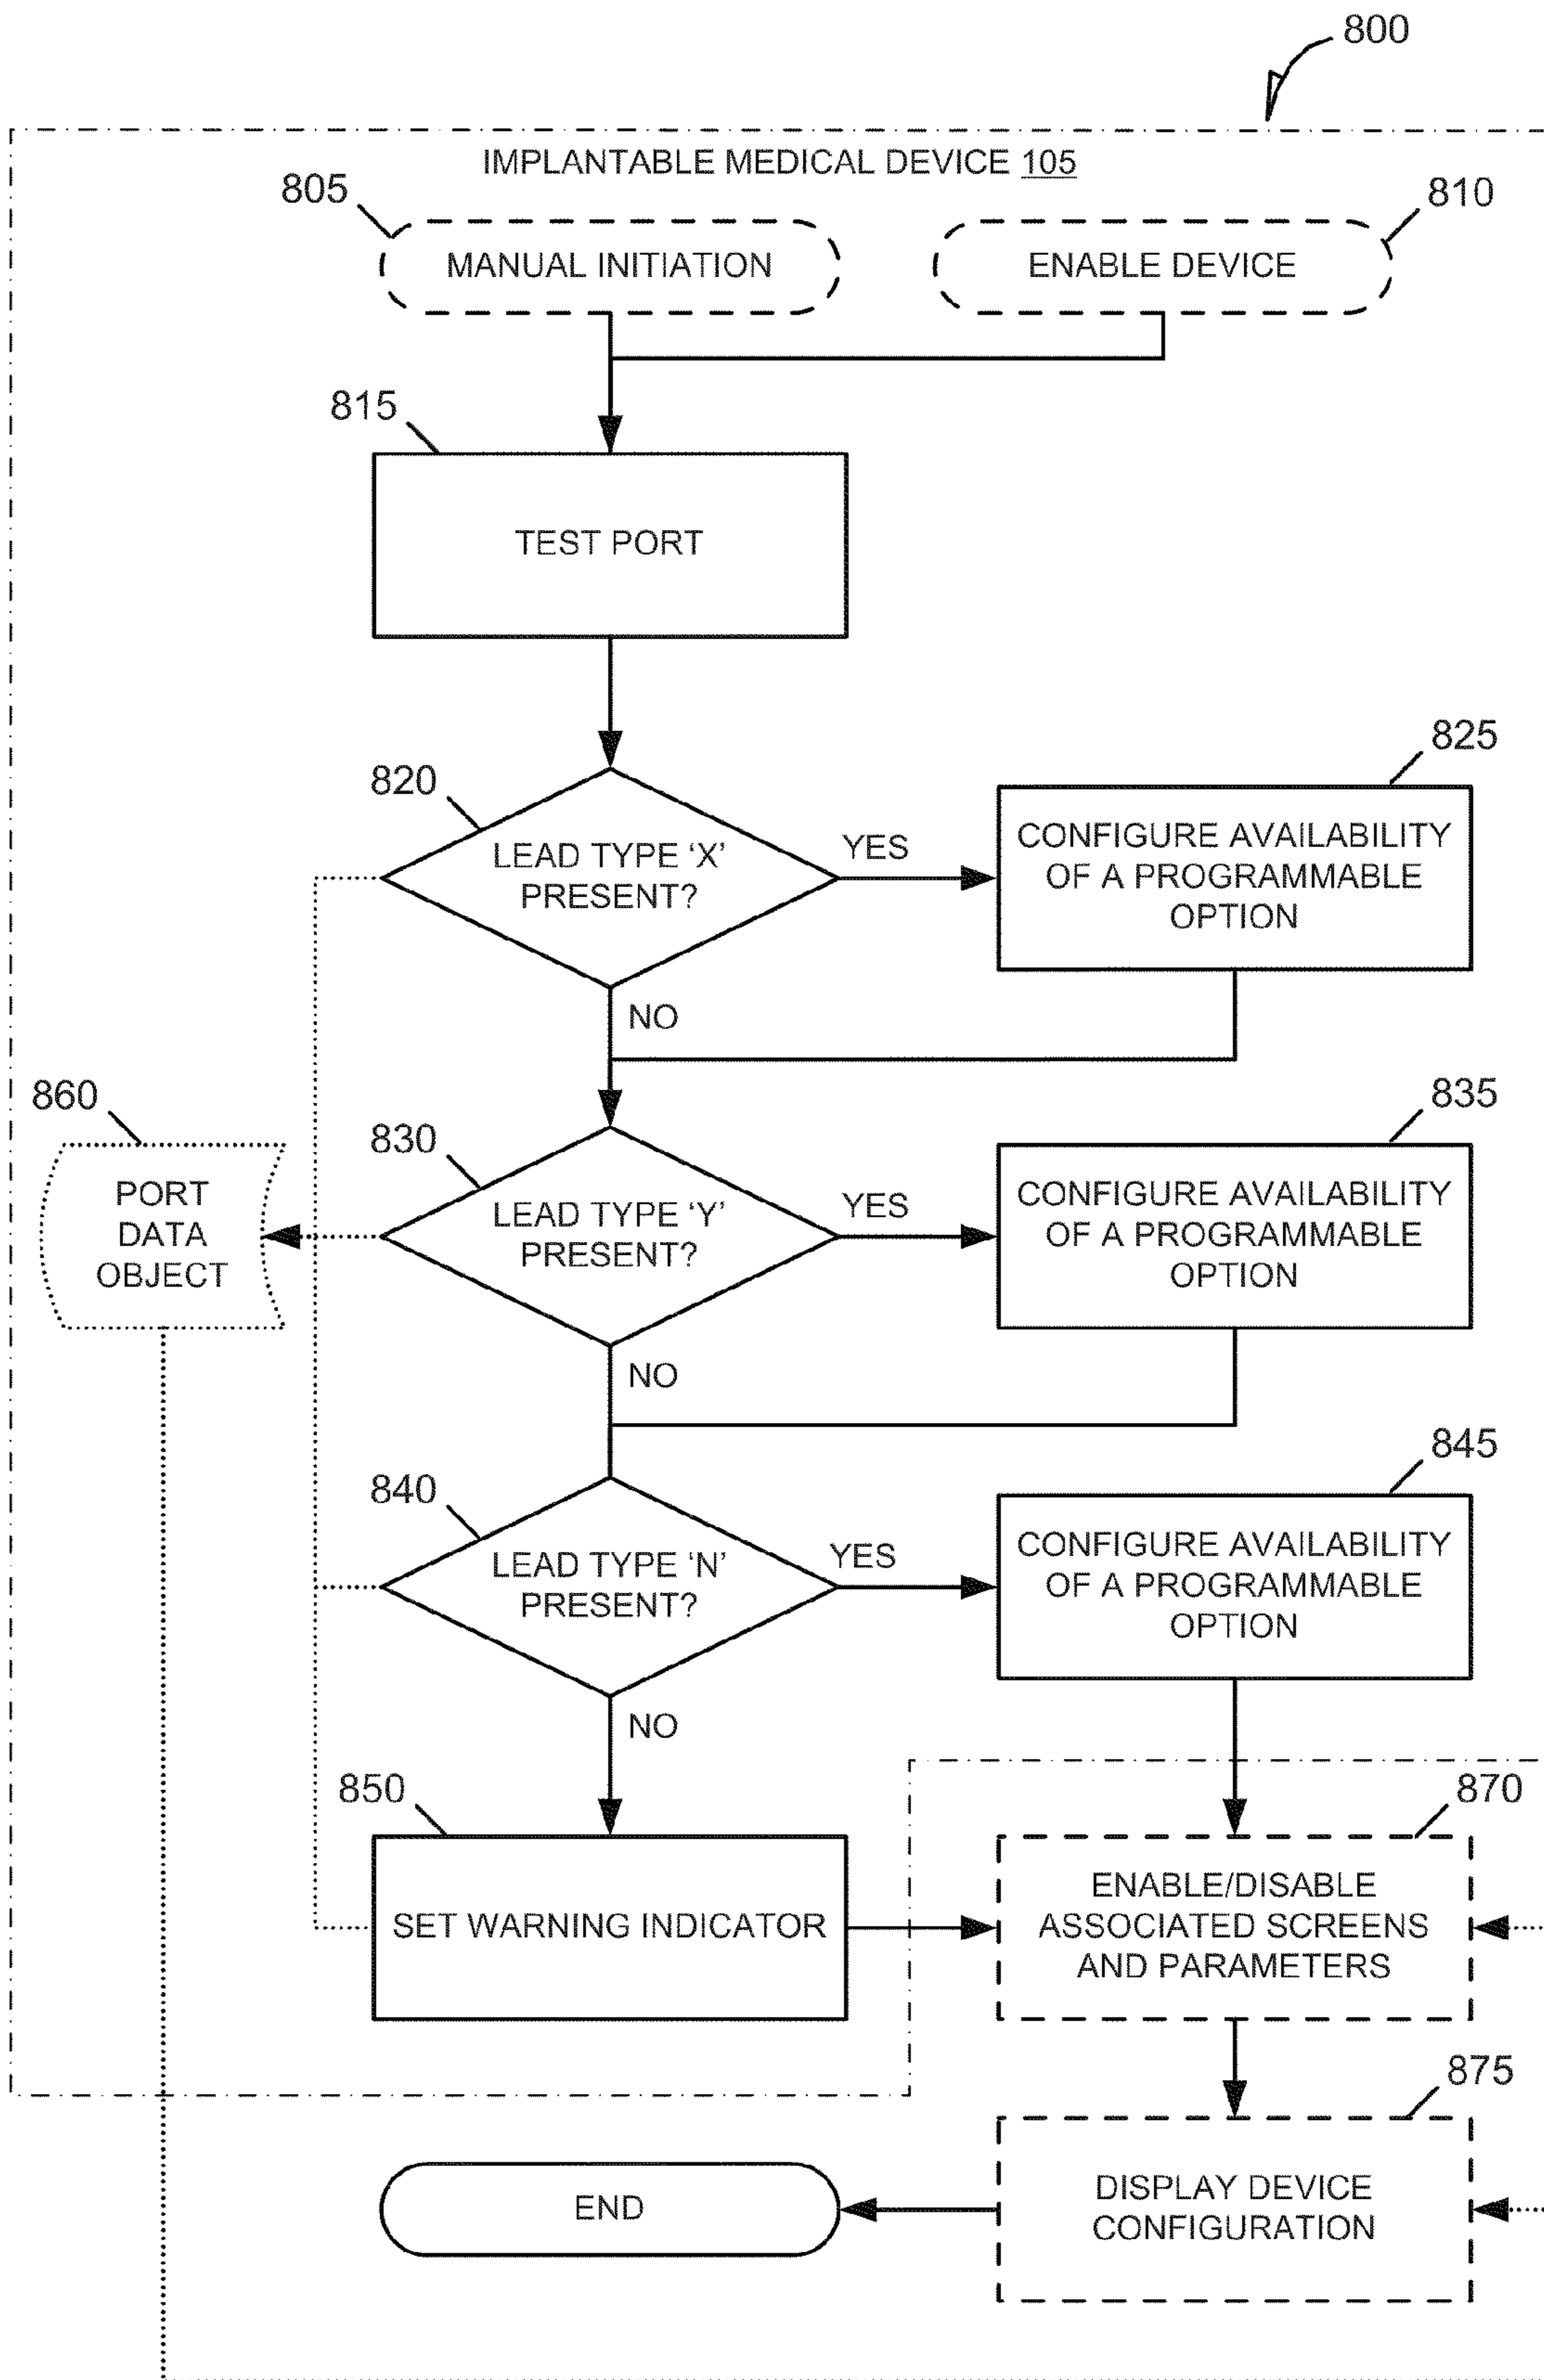 800
IMPLANTABLE MEDICAL DEVICE 105
805
810
MANUAL INITIATION
ENABLE DEVICE
815
TEST PORT
820
825
LEAD TYPE ‘X’
PRESENT?
YES
CONFIGURE AVAILABILITY
OF A PROGRAMMABLE
OPTION
NO
860
PORT
DATA
OBJECT
830
835
LEAD TYPE ‘Y’
PRESENT?
YES
CONFIGURE AVAILABILITY
OF A PROGRAMMABLE
OPTION
NO
840
845
LEAD TYPE ‘N’
PRESENT?
YES
CONFIGURE AVAILABILITY
OF A PROGRAMMABLE
OPTION
NO
850
870
SET WARNING INDICATOR
ENABLE/DISABLE
ASSOCIATED SCREENS
AND PARAMETERS
875
END
DISPLAY DEVICE
CONFIGURATION